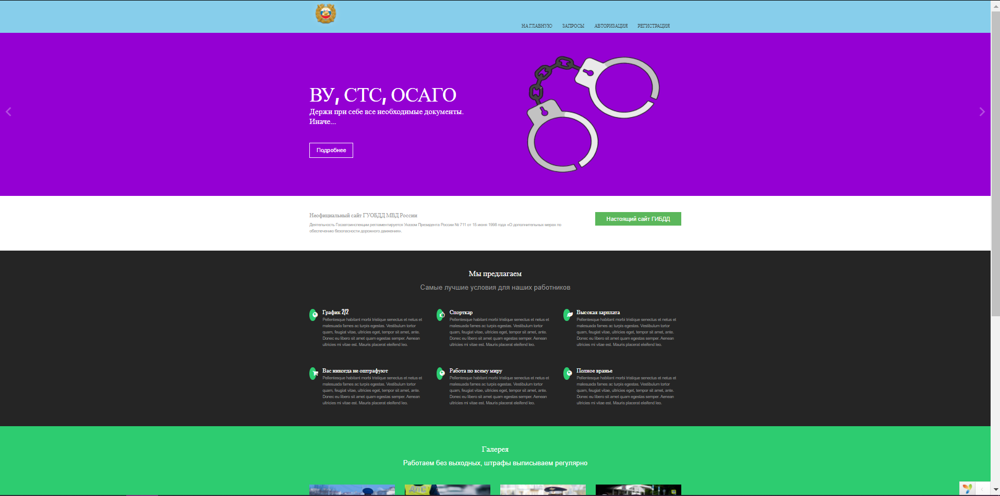 НА ГЛАВНУЮ ЗАПРОСЫ АВТОРИЗАЦИЯ РЕГИСТРАЦИЯ
ВУ, СТС, ОСАГО
Держи при себе все необходимые документы.
Иначе...
Подробнее
Неофициальный сайт ГУОБДД МВД России
Деятельность Госавтоинспекции регламентируется Указом Президента России № 711 от 15 июня 1998 года «О дополнительных мерах по
обеспечению безопасности дорожного движения».
Настоящий сайт ГИБДД
Мы предлагаем
Самые лучшие условия для наших работников
График 2/2
Pellentesque habitant morbi tristique senectus et netus et
malesuada fames ac turpis egestas. Vestibulum tortor
quam, feugiat vitae, ultricies eget, tempor sit amet, ante.
Donec eu libero sit amet quam egestas semper. Aenean
ultricies mi vitae est. Mauris placerat eleifend leo.
Спорткар
Pellentesque habitant morbi tristique senectus et netus et
malesuada fames ac turpis egestas. Vestibulum tortor
quam, feugiat vitae, ultricies eget, tempor sit amet, ante.
Donec eu libero sit amet quam egestas semper. Aenean
ultricies mi vitae est. Mauris placerat eleifend leo.
Высокая зарплата
Pellentesque habitant morbi tristique senectus et netus et
malesuada fames ac turpis egestas. Vestibulum tortor
quam, feugiat vitae, ultricies eget, tempor sit amet, ante.
Donec eu libero sit amet quam egestas semper. Aenean
ultricies mi vitae est. Mauris placerat eleifend leo.
Вас никогда не оштрафуют
Pellentesque habitant morbi tristique senectus et netus et
malesuada fames ac turpis egestas. Vestibulum tortor
quam, feugiat vitae, ultricies eget, tempor sit amet, ante.
Donec eu libero sit amet quam egestas semper. Aenean
ultricies mi vitae est. Mauris placerat eleifend leo.
Работа по всему миру
Pellentesque habitant morbi tristique senectus et netus et
malesuada fames ac turpis egestas. Vestibulum tortor
quam, feugiat vitae, ultricies eget, tempor sit amet, ante.
Donec eu libero sit amet quam egestas semper. Aenean
ultricies mi vitae est. Mauris placerat eleifend leo.
Полное вранье
Pellentesque habitant morbi tristique senectus et netus et
malesuada fames ac turpis egestas. Vestibulum tortor
quam, feugiat vitae, ultricies eget, tempor sit amet, ante.
Donec eu libero sit amet quam egestas semper. Aenean
ultricies mi vitae est. Mauris placerat eleifend leo.
Галерея
Работаем без выходных, штрафы выписываем регулярно
ДПС